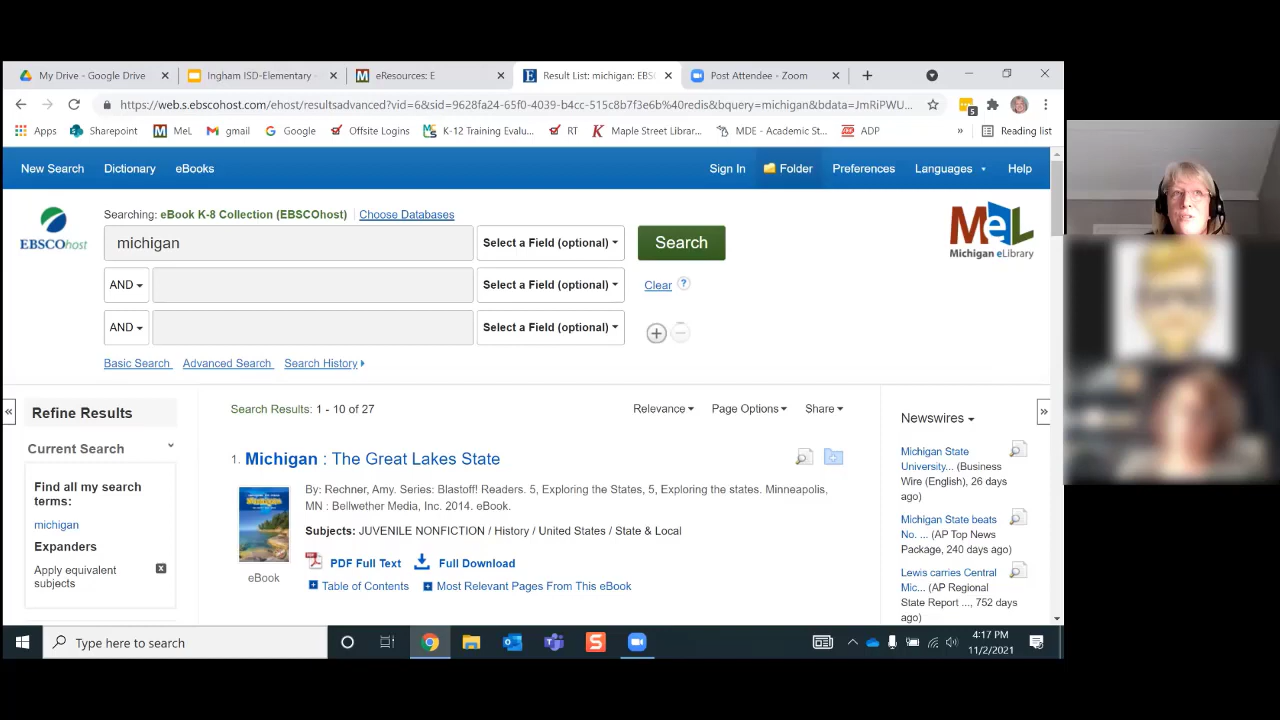 My Drive - Google Drive
Ingham ISD-Elementary -
eResources: E
Result List: michigan: EBSC
Post Attendee - Zoom
https://web.s.ebscohost.com/ehost/resultsadvanced?vid=6&sid=9628fa24-65f0-4039-b4cc-515c8b7f3e6b%40redis&bquery=michigan&bdata=JmRiPWU...
5
Apps
Sharepoint
MeL
gmail
Google
Offsite Logins
K-12 Training Evalu...
RT
Maple Street Librar...
MDE - Academic St...
ADP
»
Reading list
New Search
Dictionary
eBooks
Sign In
Folder
Preferences
Languages
Help
EBSCOhost
Searching: eBook K-8 Collection (EBSCOhost) Choose Databases
michigan
Select a Field (optional)
Search
AND
Select a Field (optional)
Clear ?
AND
Select a Field (optional)
Basic Search Advanced Search Search History
MeL
Michigan eLibrary
«
Refine Results
Current Search
Find all my search
terms:
michigan
Expanders
Apply equivalent
subjects
Search Results: 1 - 10 of 27
Relevance
Page Options
Share
1. Michigan : The Great Lakes State
By: Rechner, Amy. Series: Blastoff! Readers. 5, Exploring the States, 5, Exploring the states. Minneapolis,
MN : Bellwether Media, Inc. 2014. eBook.
Subjects: JUVENILE NONFICTION / History / United States / State & Local
Michigan
eBook
PDF Full Text
Full Download
Table of Contents
Most Relevant Pages From This eBook
»
Newswires
Michigan State
University... (Business
Wire (English), 26 days
ago)
Michigan State beats
No. ... (AP Top News
Package, 240 days ago)
Lewis carries Central
Mic... (AP Regional
State Report ..., 752 days
ago)
Type here to search
4:17 PM
11/2/2021